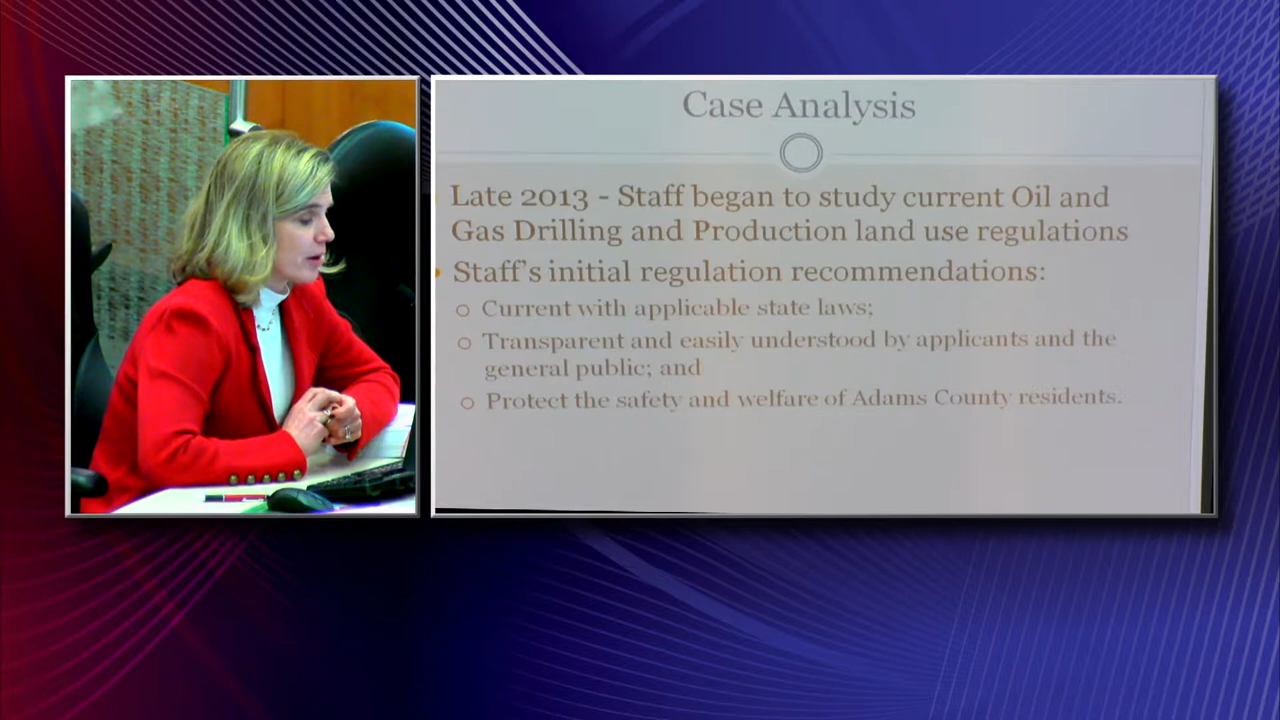 Case Analysis
Late 2013 - Staff began to study current Oil and
Gas Drilling and Production land use regulations
Staff's initial regulation recommendations:
Current with applicable state laws;
Transparent and easily understood by applicants and the
general public; and
Protect the safety and welfare of Adams County residents.